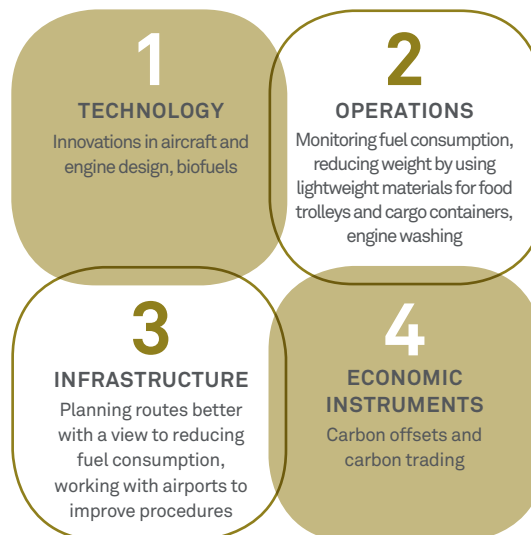 1
TECHNOLOGY
Innovations in aircraft and
engine design, biofuels
2
OPERATIONS
Monitoring fuel consumption,
reducing weight by using
lightweight materials for food
trolleys and cargo containers,
engine washing
3
INFRASTRUCTURE
Planning routes better
with a view to reducing
fuel consumption,
working with airports to
improve procedures
4
ECONOMIC
INSTRUMENTS
Carbon offsets and
carbon trading